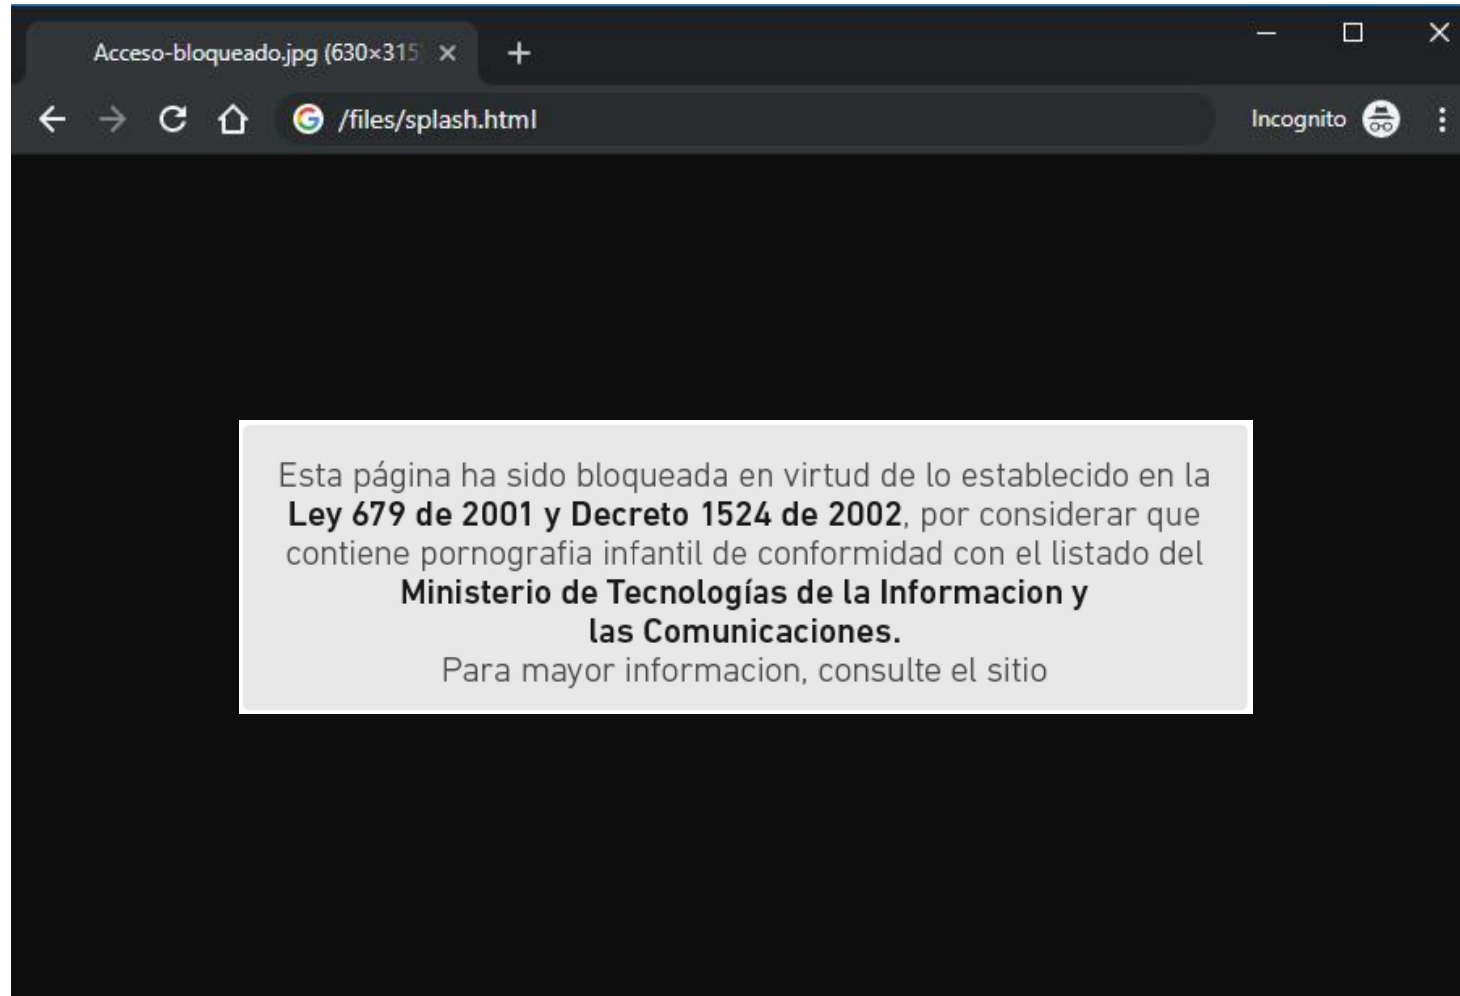 Acceso-bloqueado.jpg (630×315)
/files/splash.html
Incognito
Esta página ha sido bloqueada en virtud de lo establecido en la
Ley 679 de 2001 y Decreto 1524 de 2002, por considerar que
contiene pornografia infantil de conformidad con el listado del
Ministerio de Tecnologías de la Informacion y
las Comunicaciones.
Para mayor informacion, consulte el sitio